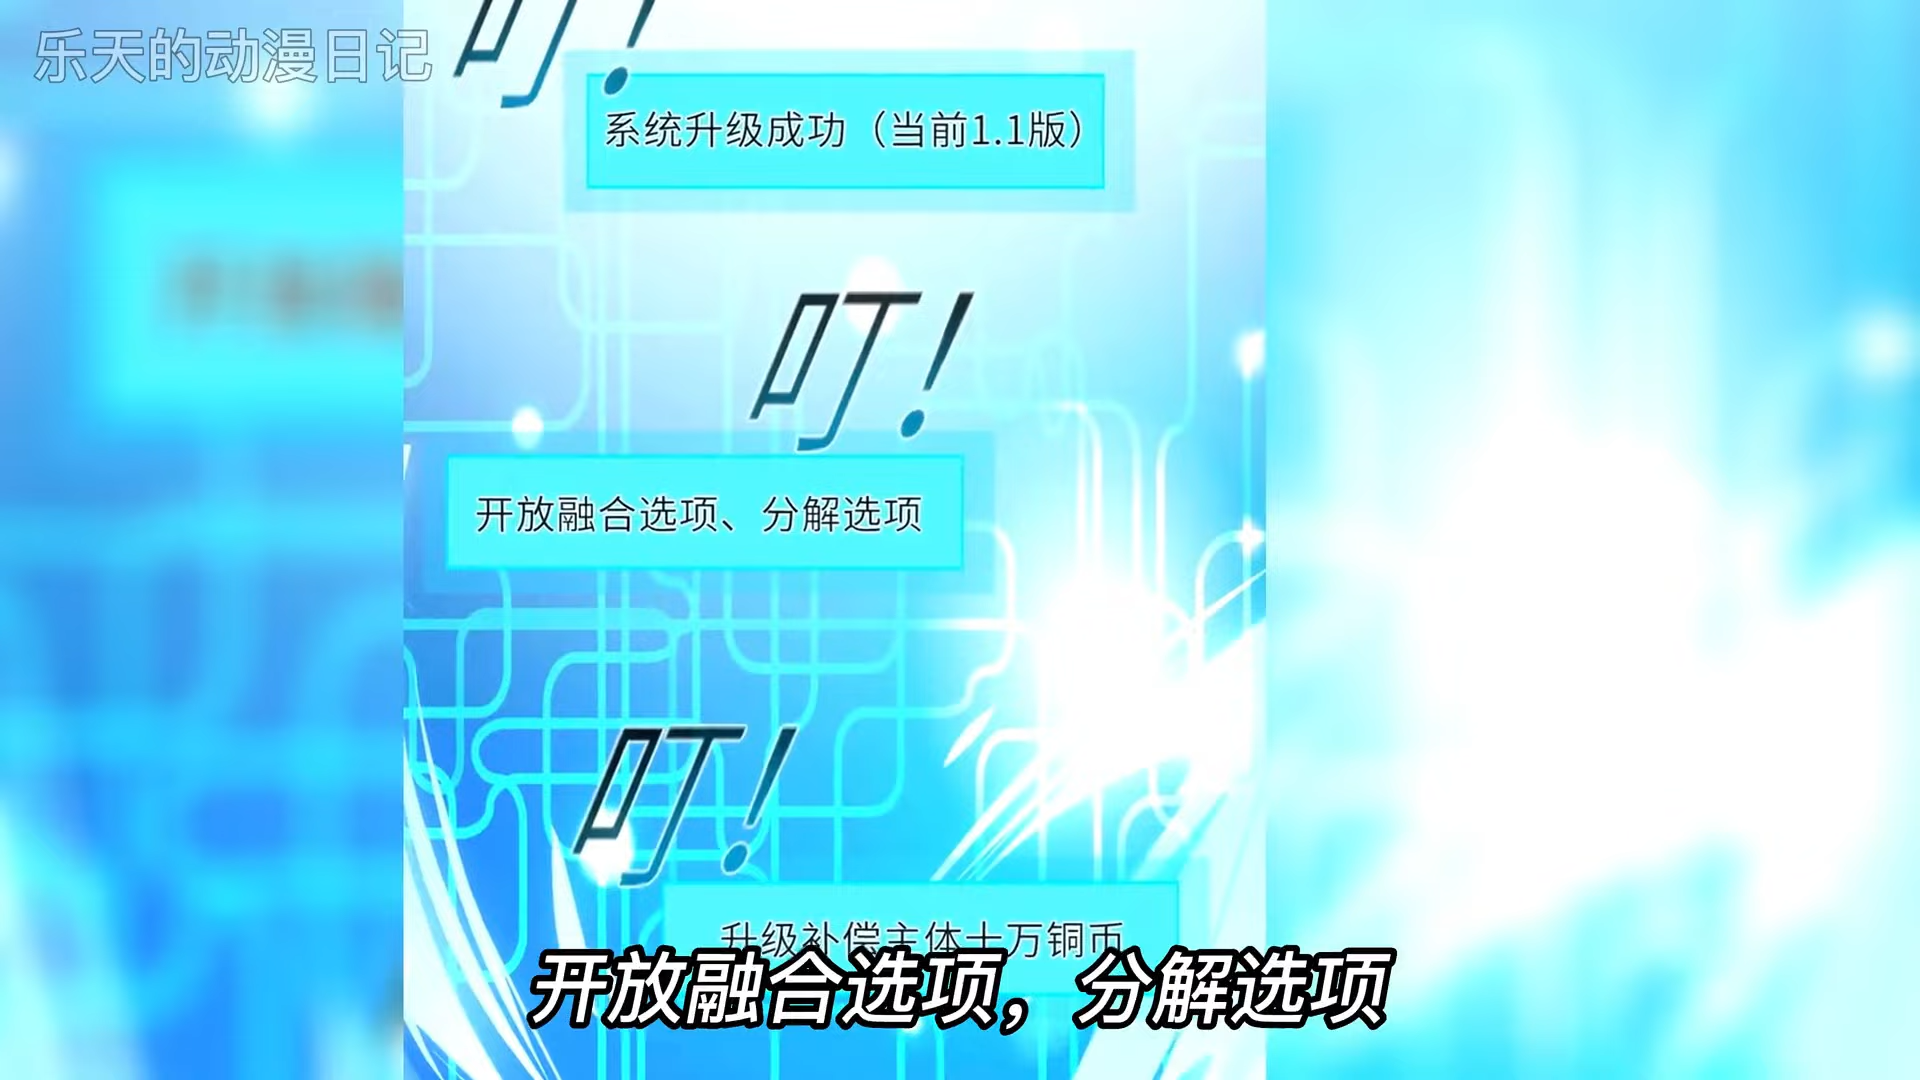 乐天的动漫日记
叮！
系统升级成功（当前1.1版）
叮！
开放融合选项、分解选项
叮！
升级补偿主体十万铜币
开放融合选项，分解选项